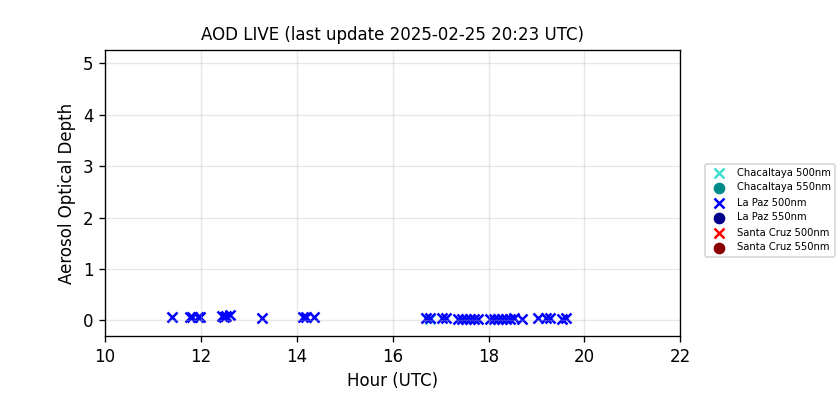 AOD LIVE (last update 2025-02-25 20:23 UTC)
Aerosol Optical Depth
5
4
3
2
1
0
10 12 14 16 18 20 22
Hour (UTC)
Chacaltaya 500nm
Chacaltaya 550nm
La Paz 500nm
La Paz 550nm
Santa Cruz 500nm
Santa Cruz 550nm